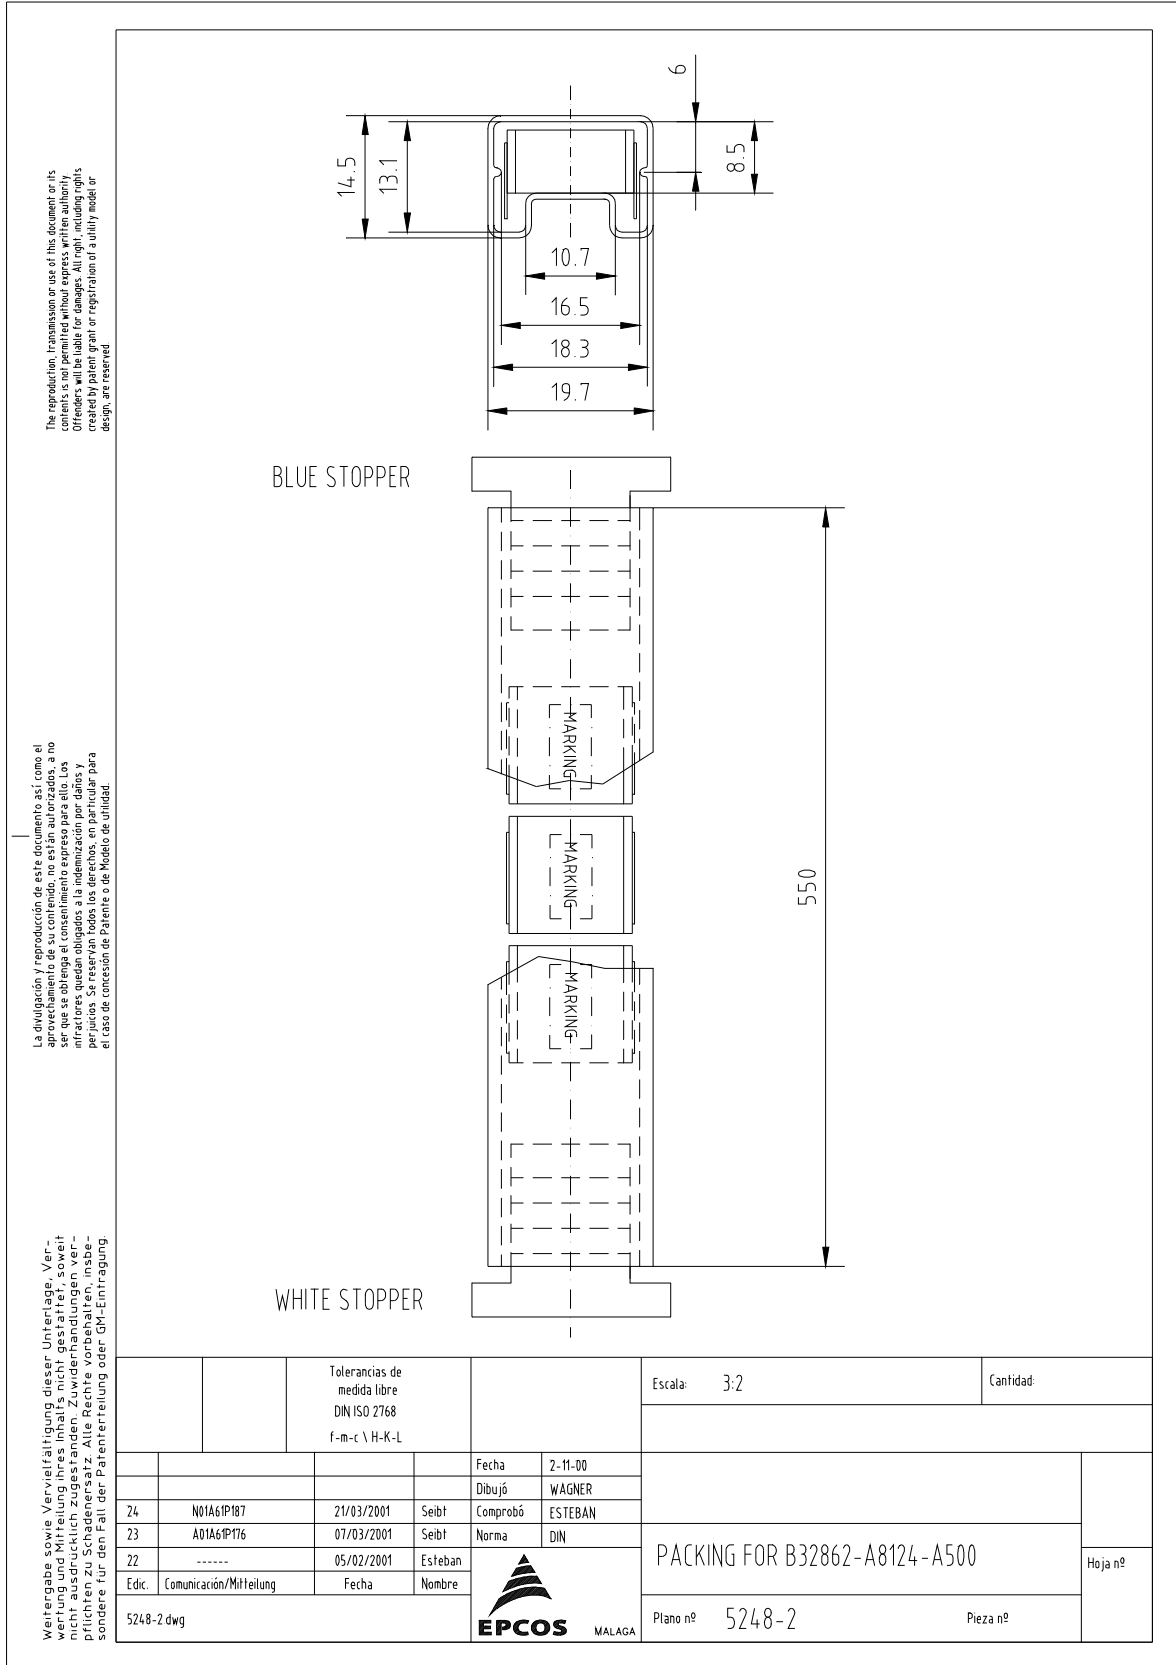 6
14.5
13.1
8.5
10.7
16.5
18.3
19.7
BLUE STOPPER
MARKING
MARKING
MARKING
550
WHITE STOPPER
The reproduction, transmission or use of this document or its
contents is not permitted without express written authority.
Offenders will be liable for damages. All right, including rights
created by patent grant or registration of a utility model or
design, are reserved.
La divulgación y reproducción de este documento así como el
aprovechamiento de su contenido, no están autorizados, a no
ser que se obtenga el consentimiento expreso para ello. Los
infractores quedan obligados a la indemnización por daños y
perjuicios. Se reservan todos los derechos, en particular para
el caso de concesión de Patente o de Modelo de utilidad.
Weitergabe sowie Vervielfältigung dieser Unterlage, Ver-
wertung und Mitteilung ihres Inhalts nicht gestattet, soweit
nicht ausdrücklich zugestanden. Zuwiderhandlungen ver-
pflichten zu Schadenersatz. Alle Rechte vorbehalten, insbe-
sondere für den Fall der Patenterteilung oder GM-Eintragung.
Tolerancias de
medida libre
DIN ISO 2768
f-m-c \ H-K-L
Escala: 3:2
Cantidad:
Fecha 2-11-00
Dibujó WAGNER
24 N01A61P187 21/03/2001 Seibt Comprobó ESTEBAN
23 A01A61P176 07/03/2001 Seibt Norma DIN
22 ------ 05/02/2001 Esteban
Edic. Comunicación/Mitteilung Fecha Nombre
5248-2.dwg
EPCOS MALAGA
PACKING FOR B32862-A8124-A500
Hoja nº
Plano nº 5248-2 Pieza nº